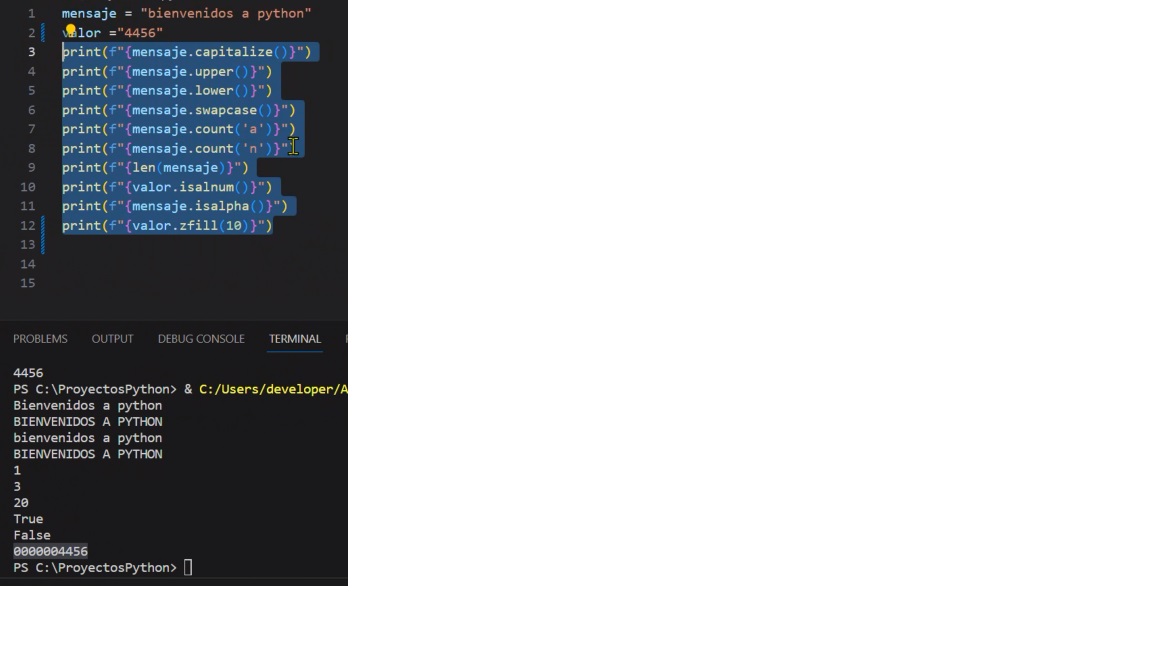 1 mensaje = "bienvenidos a python"
2 valor ="4456"
3 print(f"{mensaje.capitalize()}")
4 print(f"{mensaje.upper()}")
5 print(f"{mensaje.lower()}")
6 print(f"{mensaje.swapcase()}")
7 print(f"{mensaje.count('a')}")
8 print(f"{mensaje.count('n')}")
9 print(f"{len(mensaje)}")
10 print(f"{valor.isalnum()}")
11 print(f"{mensaje.isalpha()}")
12 print(f"{valor.zfill(10)}")
13
14
15
PROBLEMS OUTPUT DEBUG CONSOLE TERMINAL
4456
PS C:\ProyectosPython> & C:/Users/developer/A
Bienvenidos a python
BIENVENIDOS A PYTHON
bienvenidos a python
BIENVENIDOS A PYTHON
1
3
20
True
False
0000004456
PS C:\ProyectosPython>